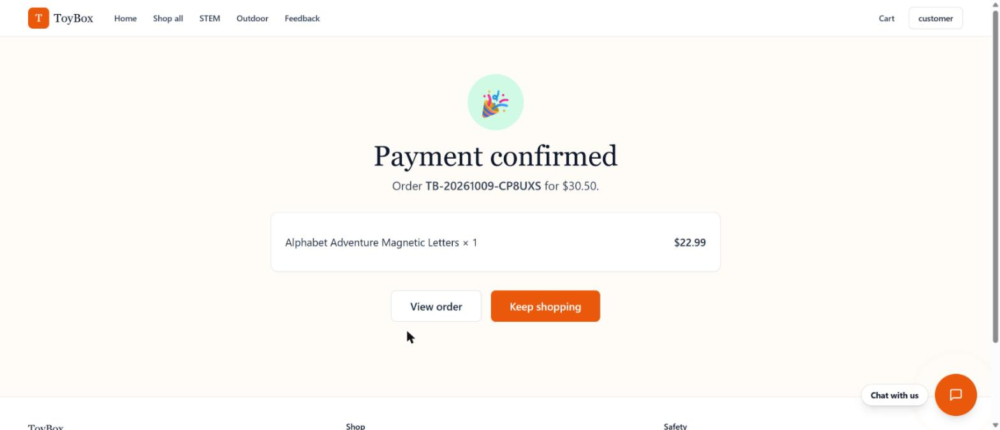 T ToyBox Home Shop all STEM Outdoor Feedback Cart customer
Payment confirmed
Order TB-20261009-CP8UXS for $30.50.
Alphabet Adventure Magnetic Letters × 1 $22.99
View order Keep shopping
Chat with us
ToyBox Shop Safety